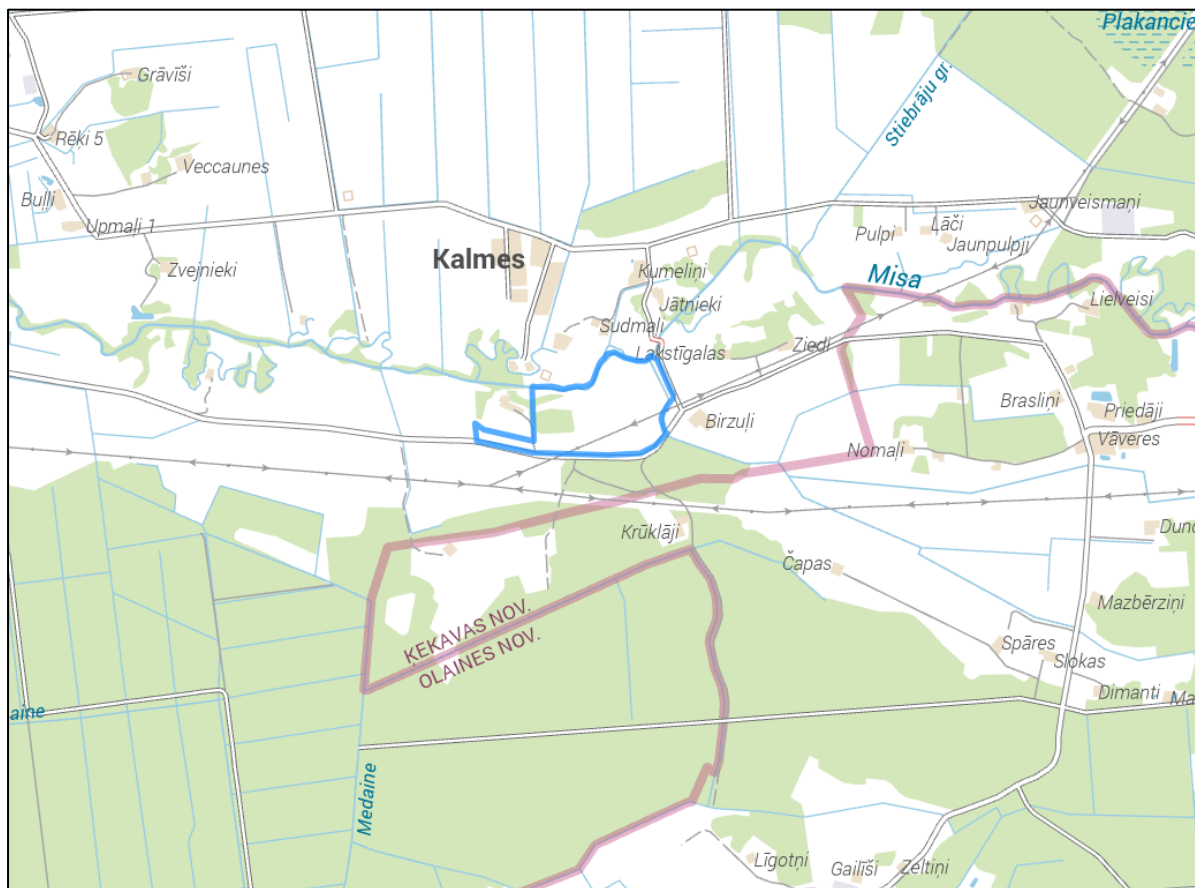 Plakancie
Grāvīši
Stiebrāju gr.
Rēķi 5
Veccaunes
Buļļi
Upmaļi 1
Jaunveismaņi
Lāči
Pulpji
Jaunpulpji
Kalmes
Zvejnieki
Kumeliņi
Misa
Jātnieki
Lielveisi
Sudmaļi
Lakstīgalas
Ziedi
Brasliņi
Priedāji
Birzuļi
Vāveres
Nomaļi
Krūklāji
Dund
Čapas
Mazbērziņi
ĶEKAVAS NOV.
OLAINES NOV.
Spāres
Slokas
Dimanti
Ma
aine
Medaine
Līgotņi
Gailīši
Zeltiņi